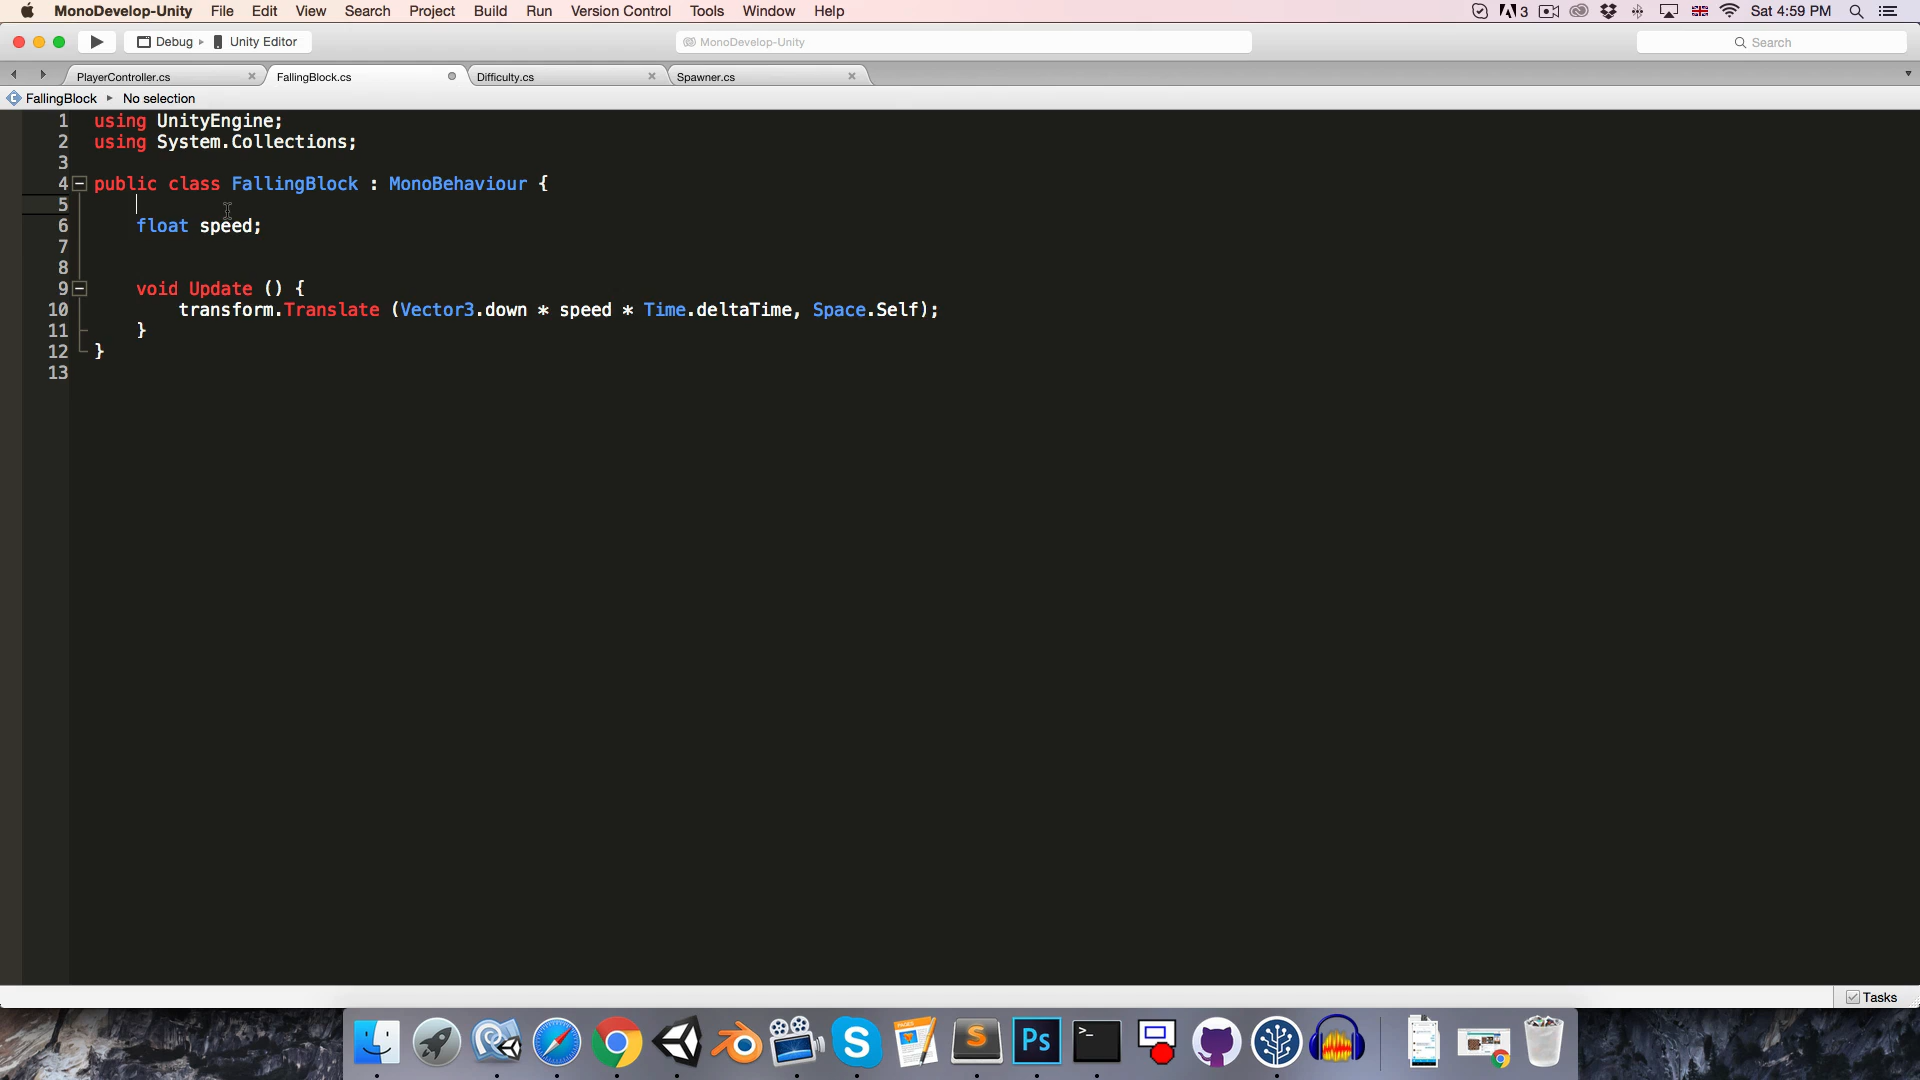 MonoDevelop-Unity File Edit View Search Project Build Run Version Control Tools Window Help 3 Sat 4:59 PM
Debug Unity Editor MonoDevelop-Unity Search
PlayerController.cs FallingBlock.cs Difficulty.cs Spawner.cs
FallingBlock No selection
1 using UnityEngine;
2 using System.Collections;
3
4 public class FallingBlock : MonoBehaviour {
5
6 float speed;
7
8
9 void Update () {
10 transform.Translate (Vector3.down * speed * Time.deltaTime, Space.Self);
11 }
12 }
13
Tasks
S Ps >_